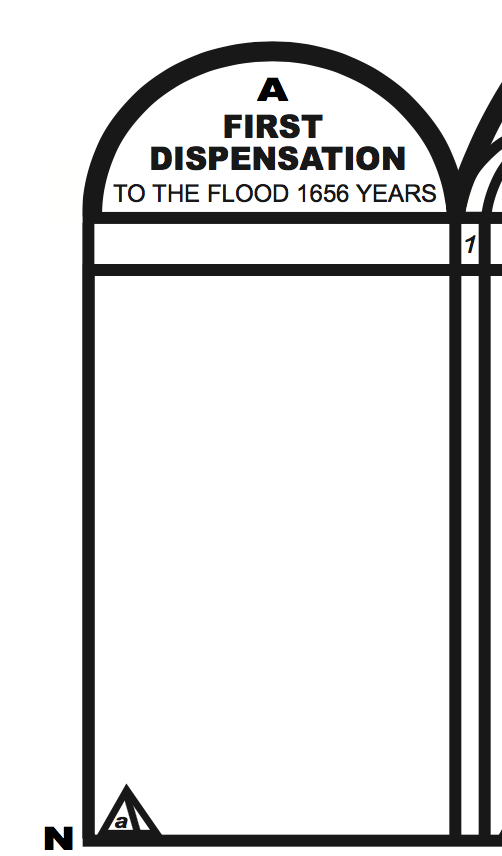 A
FIRST
DISPENSATION
TO THE FLOOD 1656 YEARS
1
a
N